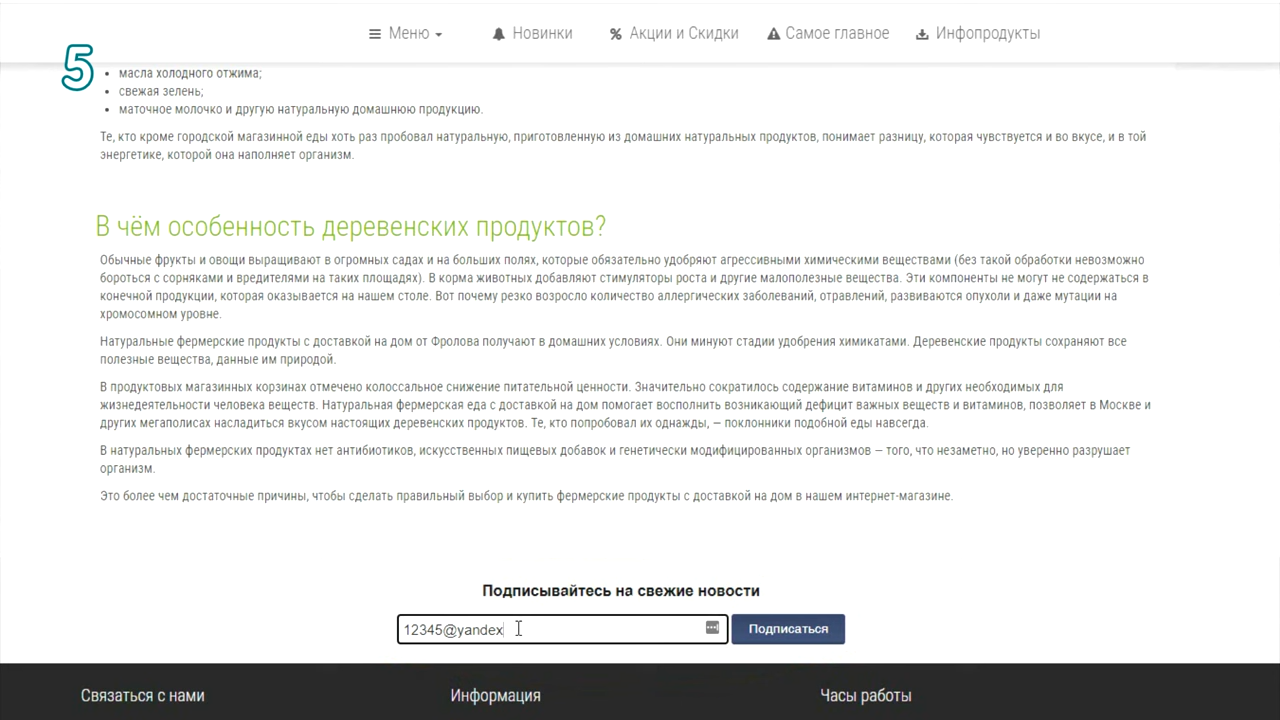 Меню
Новинки
Акции и Скидки
Самое главное
Инфопродукты
5
масла холодного отжима;
свежая зелень;
маточное молочко и другую натуральную домашнюю продукцию.
Те, кто кроме городской магазинной еды хоть раз пробовал натуральную, приготовленную из домашних натуральных продуктов, понимает разницу, которая чувствуется и во вкусе, и в той
энергетике, которой она наполняет организм.
В чём особенность деревенских продуктов?
Обычные фрукты и овощи выращивают в огромных садах и на больших полях, которые обязательно удобряют агрессивными химическими веществами (без такой обработки невозможно
бороться с сорняками и вредителями на таких площадях). В корма животных добавляют стимуляторы роста и другие малополезные вещества. Эти компоненты не могут не содержаться в
конечной продукции, которая оказывается на нашем столе. Вот почему резко возросло количество аллергических заболеваний, отравлений, развиваются опухоли и даже мутации на
хромосомном уровне.
Натуральные фермерские продукты с доставкой на дом от Фролова получают в домашних условиях. Они минуют стадии удобрения химикатами. Деревенские продукты сохраняют все
полезные вещества, данные им природой.
В продуктовых магазинных корзинах отмечено колоссальное снижение питательной ценности. Значительно сократилось содержание витаминов и других необходимых для
жизнедеятельности человека веществ. Натуральная фермерская еда с доставкой на дом помогает восполнить возникающий дефицит важных веществ и витаминов, позволяет в Москве и
других мегаполисах насладиться вкусом настоящих деревенских продуктов. Те, кто попробовал их однажды, — поклонники подобной еды навсегда.
В натуральных фермерских продуктах нет антибиотиков, искусственных пищевых добавок и генетически модифицированных организмов — того, что незаметно, но уверенно разрушает
организм.
Это более чем достаточные причины, чтобы сделать правильный выбор и купить фермерские продукты с доставкой на дом в нашем интернет-магазине.
Подписывайтесь на свежие новости
12345@yandex
Подписаться
Связаться с нами
Информация
Часы работы